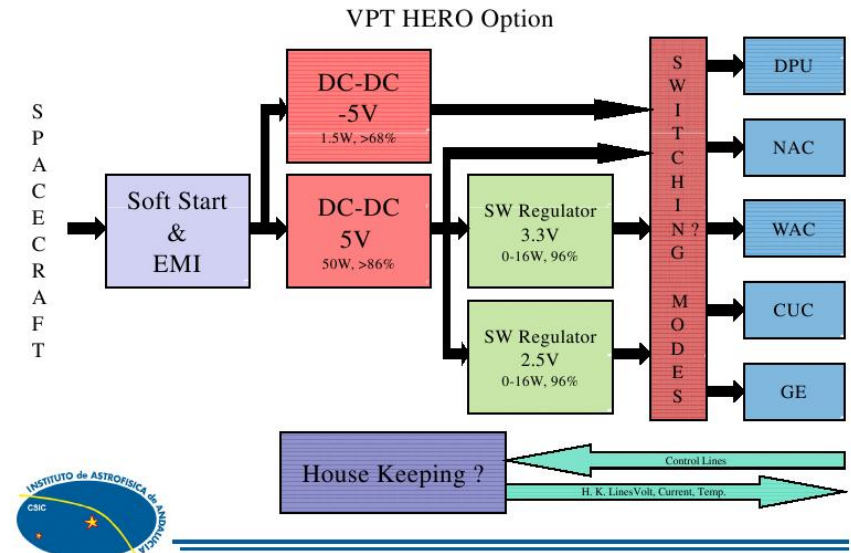 VPT HERO Option
SPACECRAFT
Soft Start
&
EMI
DC-DC
-5V
1.5W, >68%
DC-DC
5V
50W, >86%
SW Regulator
3.3V
0-16W, 96%
SW Regulator
2.5V
0-16W, 96%
SWITCHING MODES
?
DPU
NAC
WAC
CUC
GE
House Keeping ?
Control Lines
H. K. LinesVolt, Current, Temp.
INSTITUTO de ASTROFISICA de ANDALUCIA
CSIC